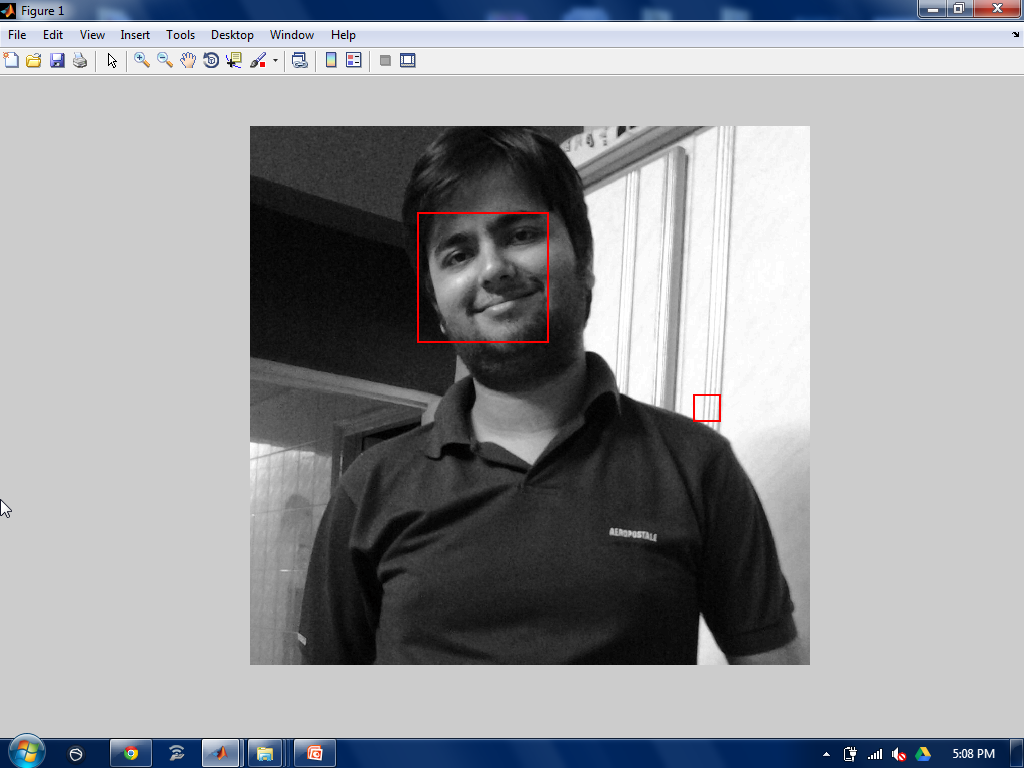 Figure 1
File Edit View Insert Tools Desktop Window Help
AEROPOSTALE
5:08 PM